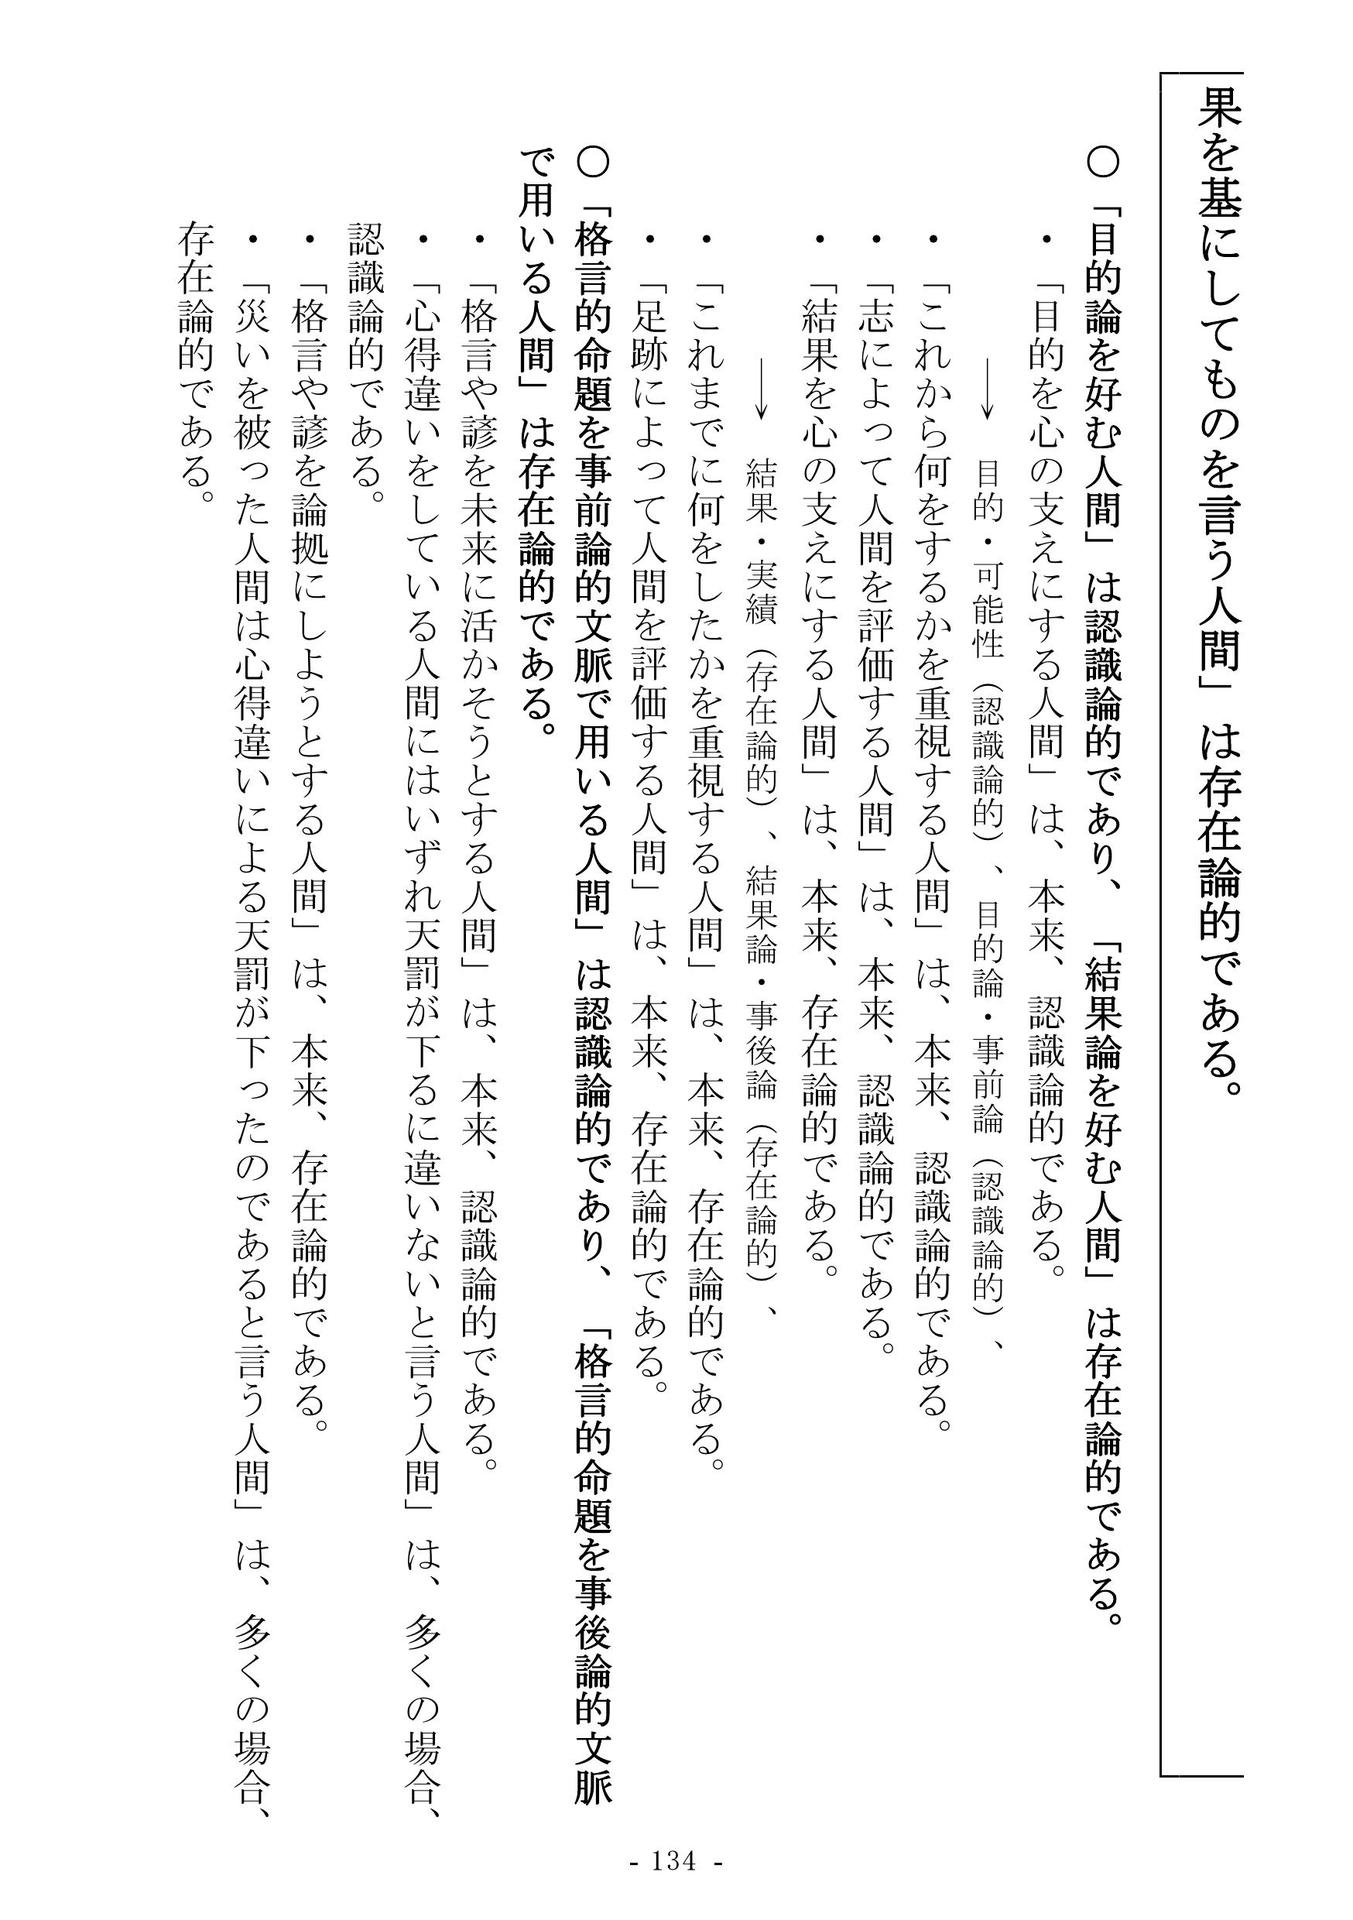 果を基にしてものを言う人間」は存在論的である。
○「目的論を好む人間」は認識論的であり、「結果論を好む人間」は存在論的である。
・「目的を心の支えにする人間」は、本来、認識論的である。
→ 目的・可能性（認識論的）、目的論・事前論（認識論的）、
・「これから何をするかを重視する人間」は、本来、認識論的である。
・「志によって人間を評価する人間」は、本来、認識論的である。
・「結果を心の支えにする人間」は、本来、存在論的である。
→ 結果・実績（存在論的）、結果論・事後論（存在論的）、
・「これまでに何をしたかを重視する人間」は、本来、存在論的である。
・「足跡によって人間を評価する人間」は、本来、存在論的である。
○「格言的命題を事前論的文脈で用いる人間」は認識論的であり、「格言的命題を事後論的文脈
で用いる人間」は存在論的である。
・「格言や諺を未来に活かそうとする人間」は、本来、認識論的である。
・「心得違いをしている人間にはいずれ天罰が下るに違いないと言う人間」は、多くの場合、
認識論的である。
・「格言や諺を論拠にしようとする人間」は、本来、存在論的である。
・「災いを被った人間は心得違いによる天罰が下ったのであると言う人間」は、多くの場合、
存在論的である。
- 134 -